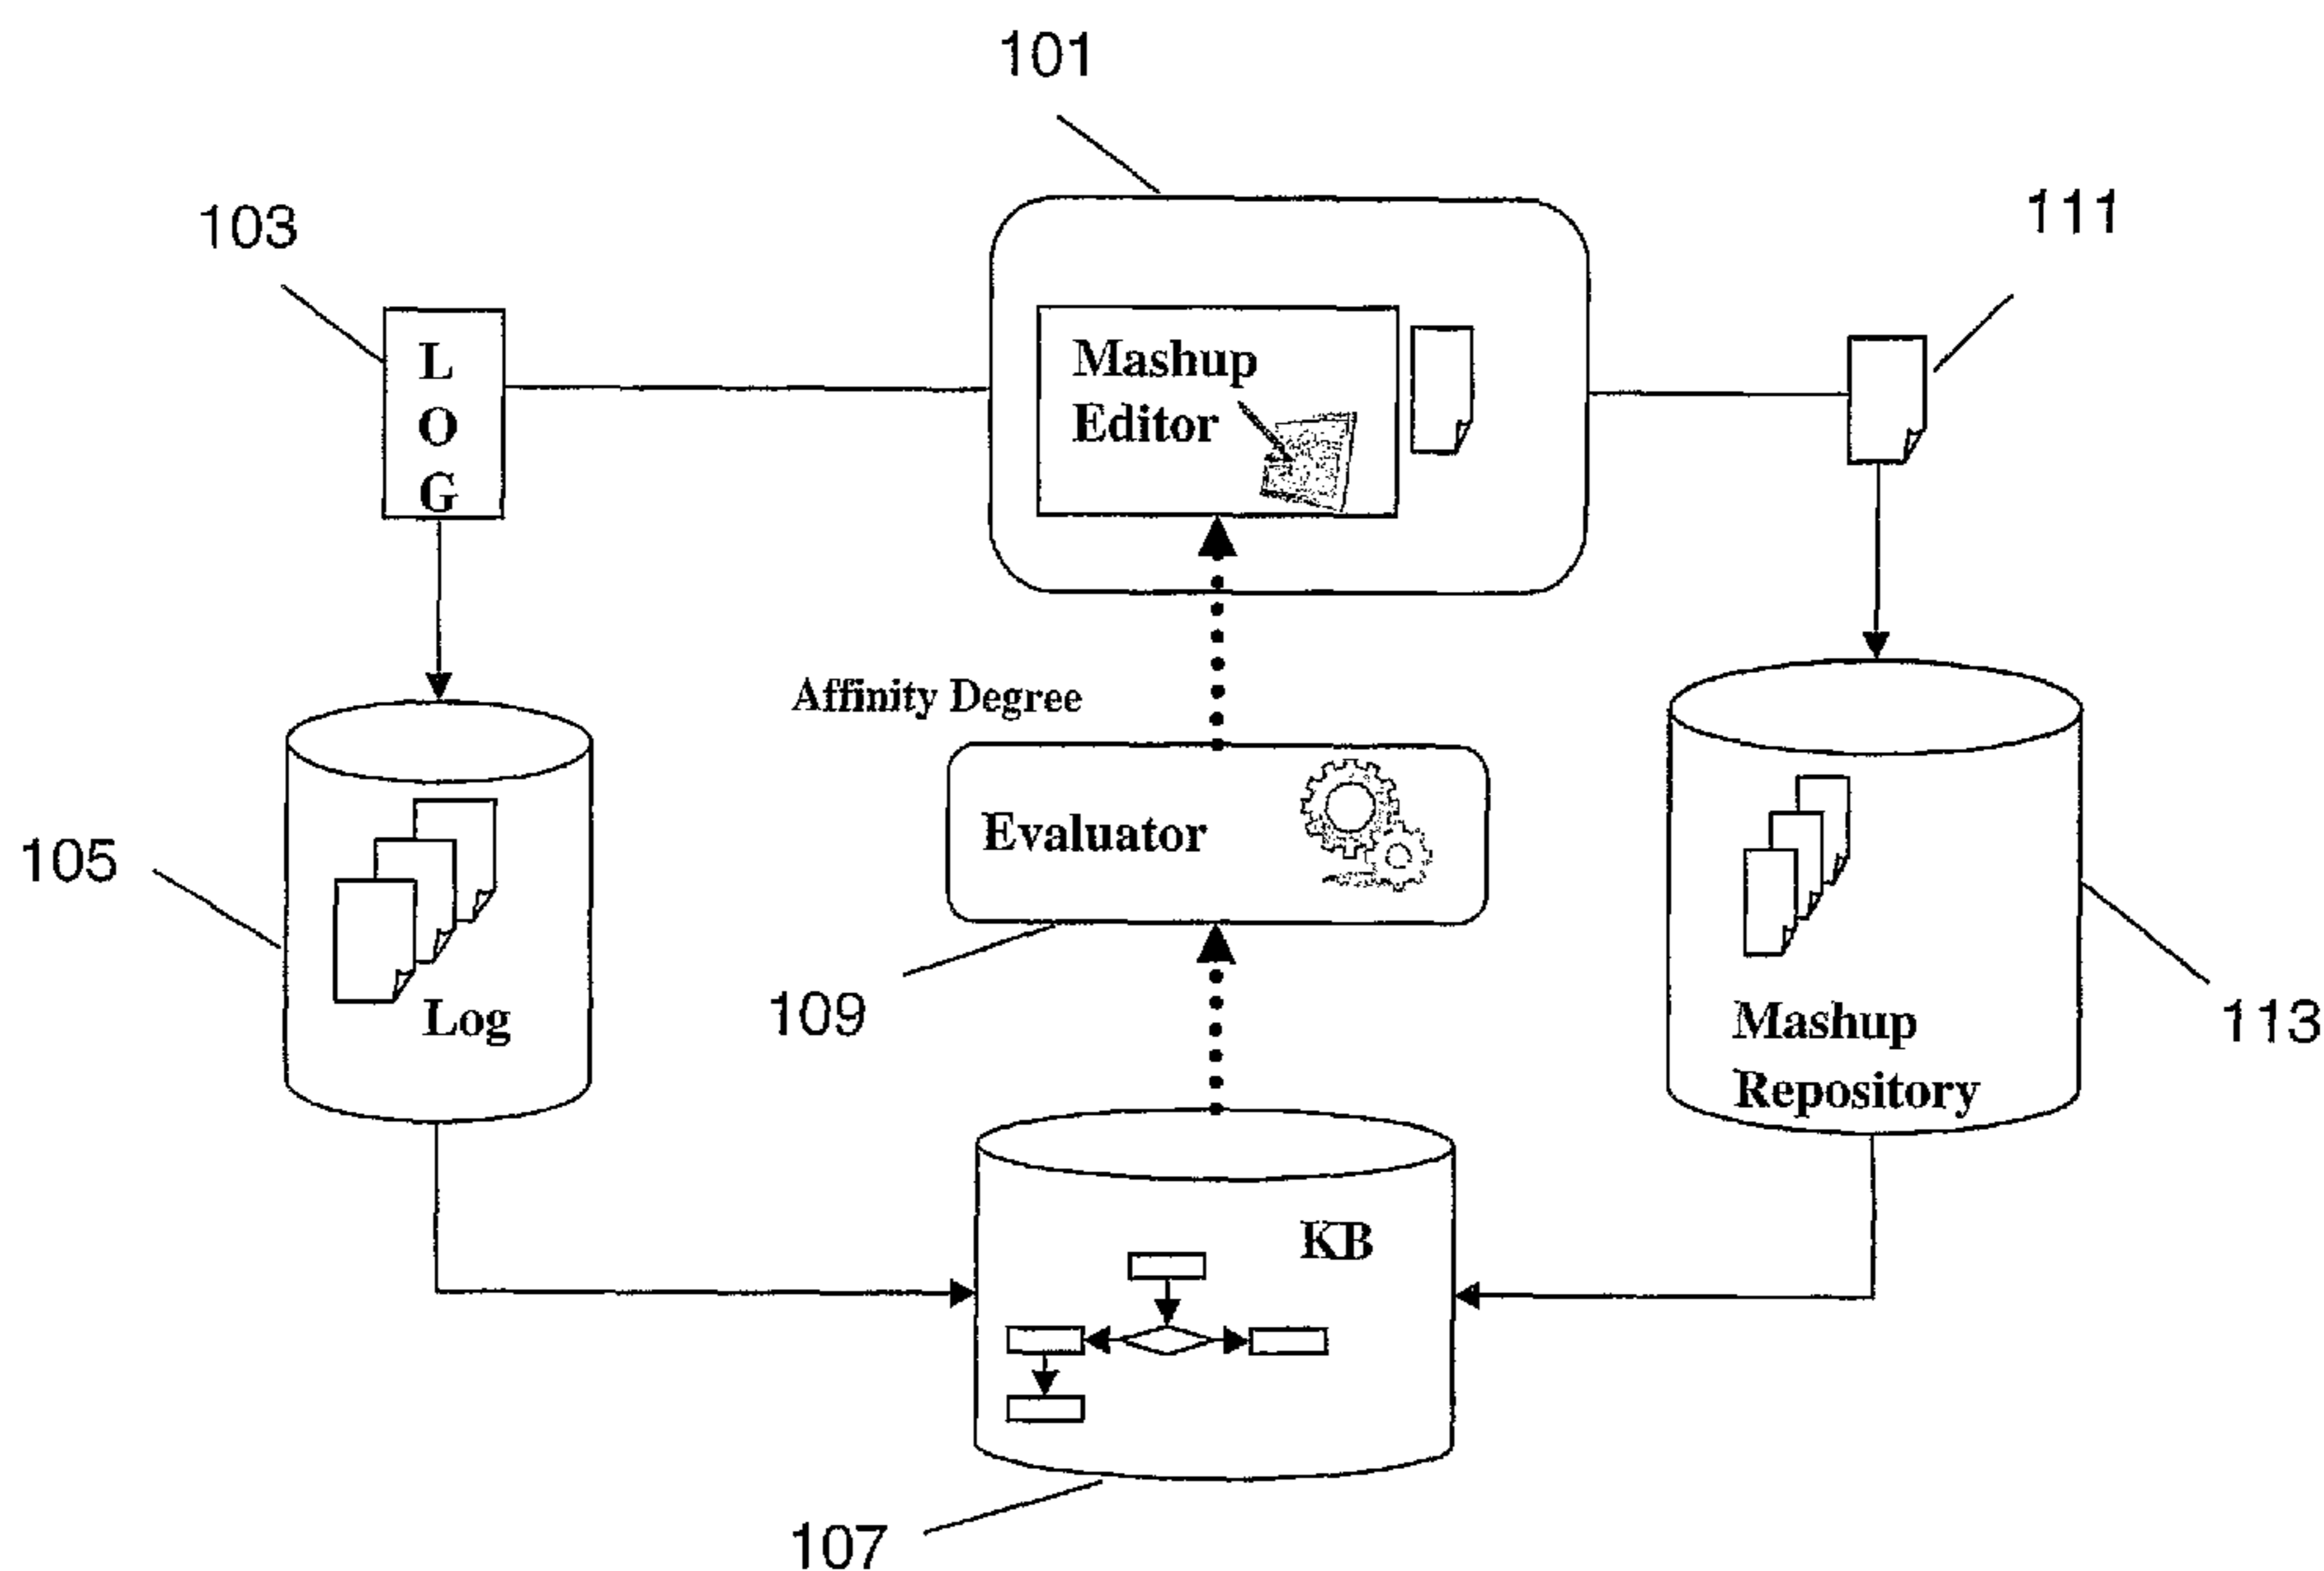 101
103
111
L
O
G
Mashup
Editor
Affinity Degree
105
Evaluator
Log
109
Mashup
Repository
113
KB
107